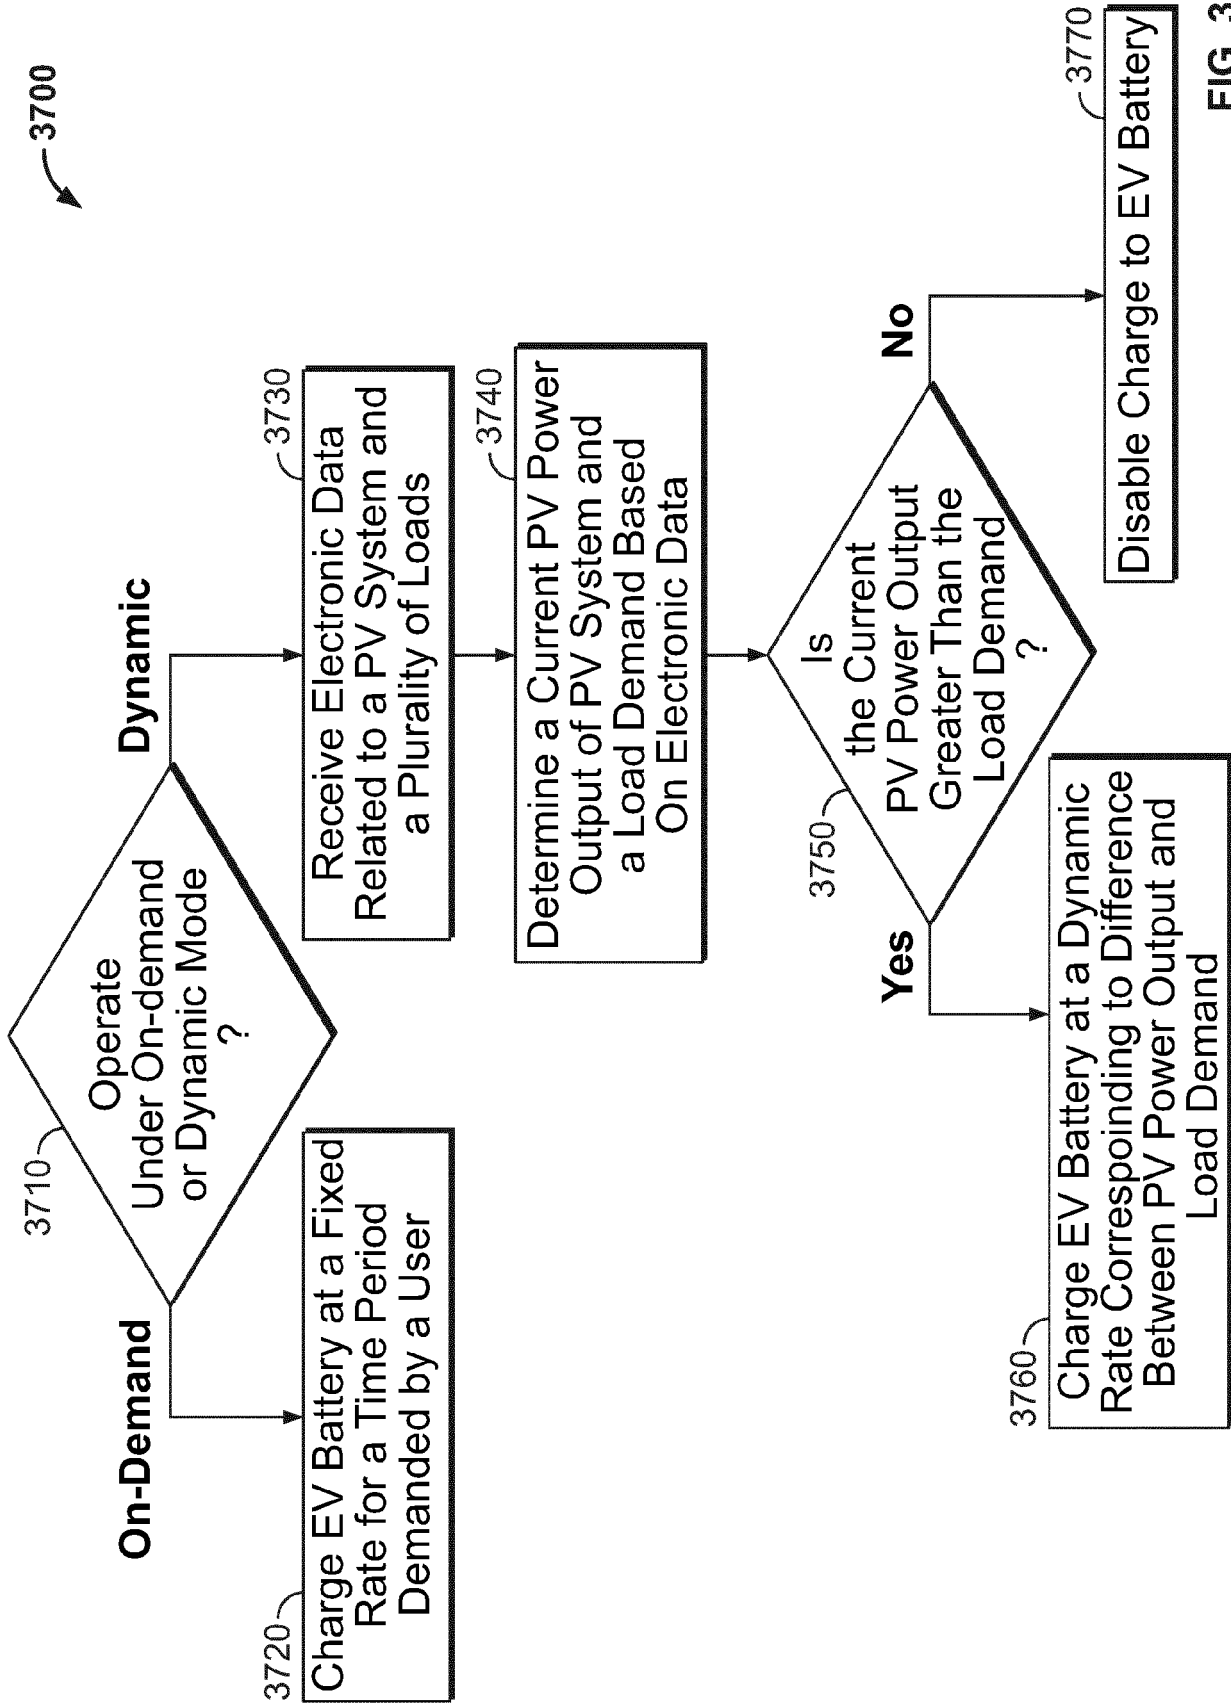 3700
3710
Operate
Under On-demand
or Dynamic Mode
?
On-Demand
Dynamic
3720
Charge EV Battery at a Fixed
Rate for a Time Period
Demanded by a User
3730
Receive Electronic Data
Related to a PV System and
a Plurality of Loads
3740
Determine a Current PV Power
Output of PV System and
a Load Demand Based
On Electronic Data
3750
Is
the Current
PV Power Output
Greater Than the
Load Demand
?
Yes
No
3760
Charge EV Battery at a Dynamic
Rate Correspoinding to Difference
Between PV Power Output and
Load Demand
3770
Disable Charge to EV Battery
FIG. 3